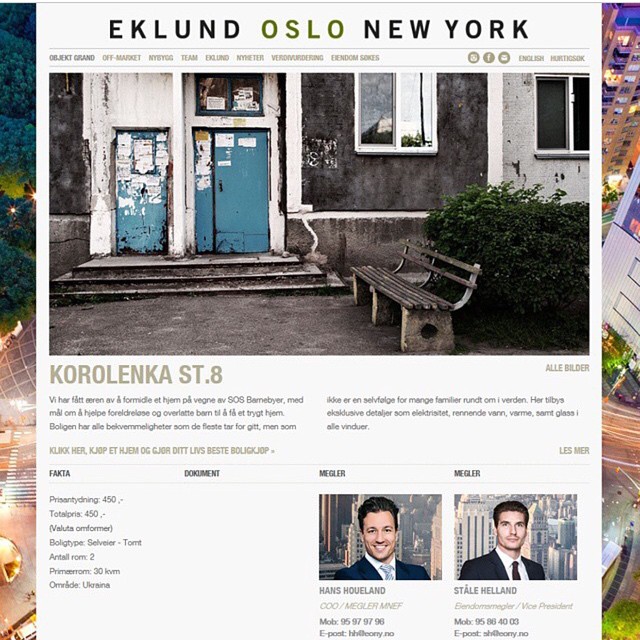 EKLUND OSLO NEW YORK
OBJEKT GRAND OFF-MARKET NYBYGG TEAM EKLUND NYHETER VERDIVURDERING EIENDOM SØKES ENGLISH HURTIGSØK
KOROLENKA ST.8
ALLE BILDER
Vi har fått æren av å formidle et hjem på vegne av SOS Barnebyer, med
mål om å hjelpe foreldreløse og overlatte barn til å få et trygt hjem.
Boligen har alle bekvemmeligheter som de fleste tar for gitt, men som
ikke er en selvfølge for mange familier rundt om i verden. Her tilbys
eksklusive detaljer som elektrisitet, rennende vann, varme, samt glass i
alle vinduer.
KLIKK HER, KJØP ET HJEM OG GJØR DITT LIVS BESTE BOLIGKJØP »
LES MER
FAKTA DOKUMENT MEGLER MEGLER
Prisantydning: 450 ,-
Totalpris: 450 ,-
(Valuta omformer)
Boligtype: Selveier - Tomt
Antall rom: 2
Primærrom: 30 kvm
Område: Ukraina
HANS HOUELAND
COO / MEGLER MNEF
Mob: 95 97 97 96
E-post: hh@eony.no
STÅLE HELLAND
Eiendomsmegler / Vice President
Mob: 95 86 40 03
E-post: sh@eony.no